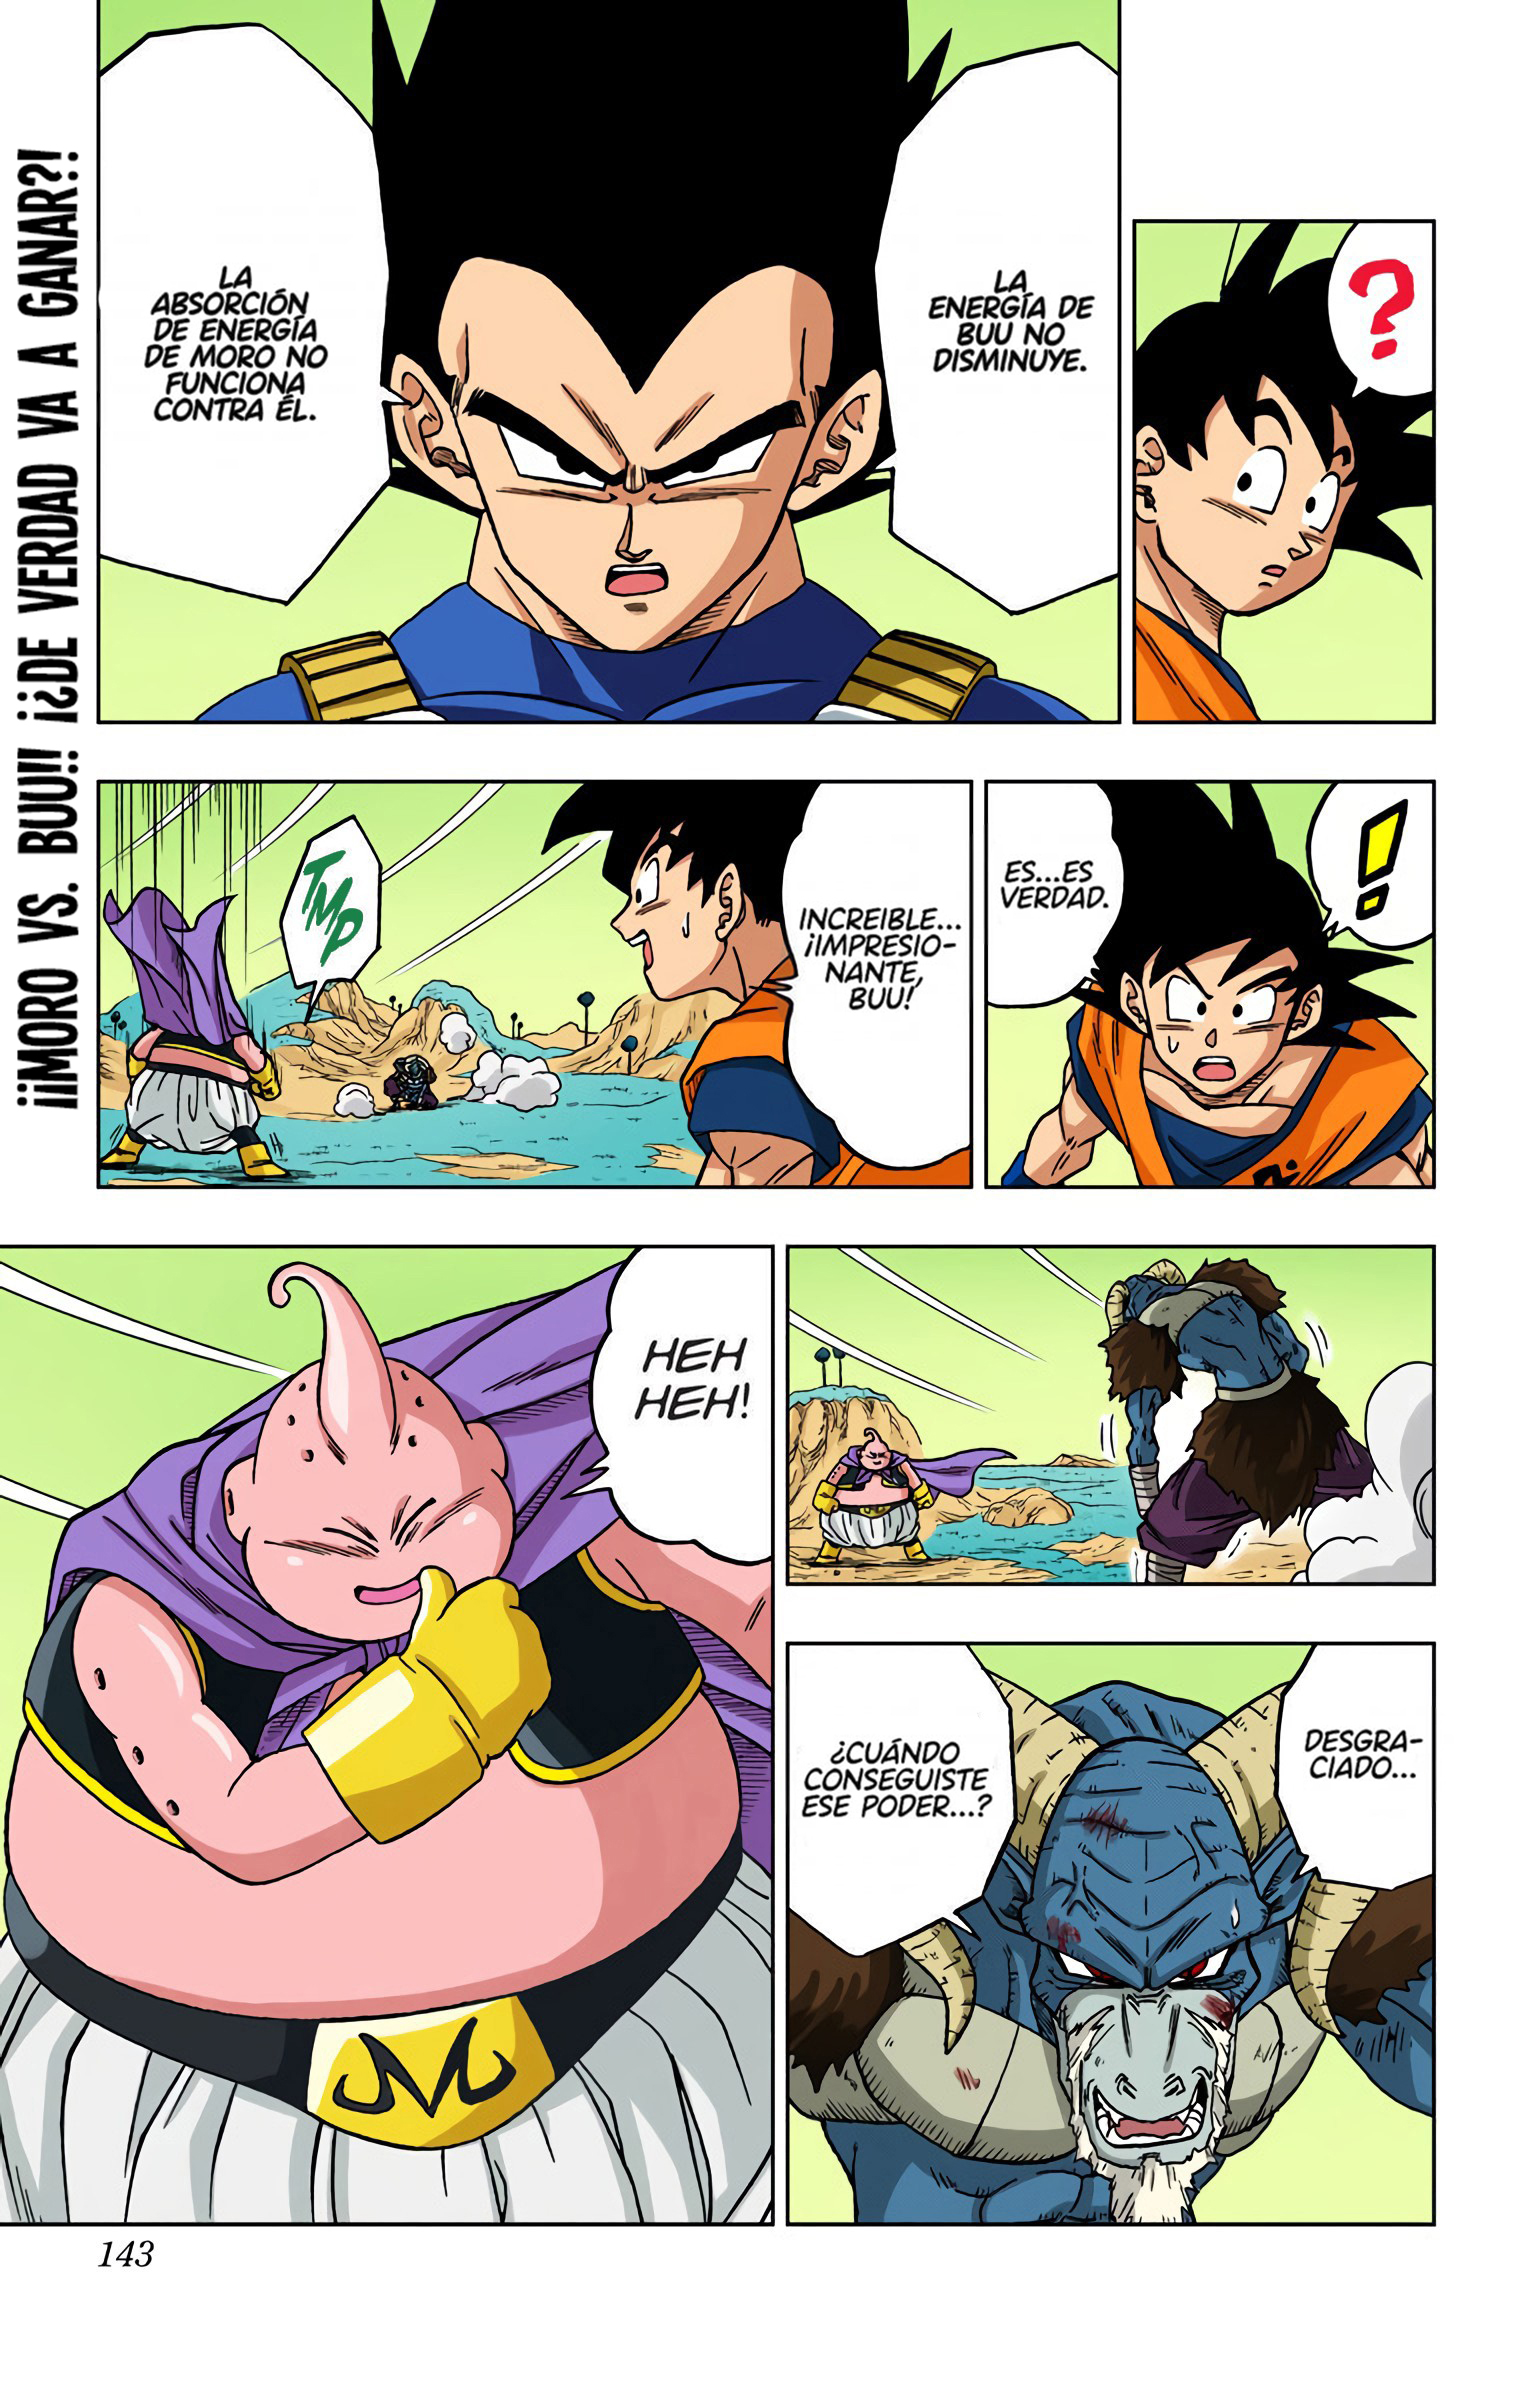 ?
LA
ENERGÍA DE
BUU NO
DISMINUYE.
LA
ABSORCIÓN
DE ENERGÍA
DE MORO NO
FUNCIONA
CONTRA ÉL.
¡¡MORO VS. BUU!! ¡¿DE VERDAD VA A GANAR?!
!
ES...ES
VERDAD.
INCREIBLE...
¡IMPRESIO-
NANTE,
BUU!
TMP
DESGRA-
CIADO...
¿CUÁNDO
CONSEGUISTE
ESE PODER...?
HEH
HEH!
M
143